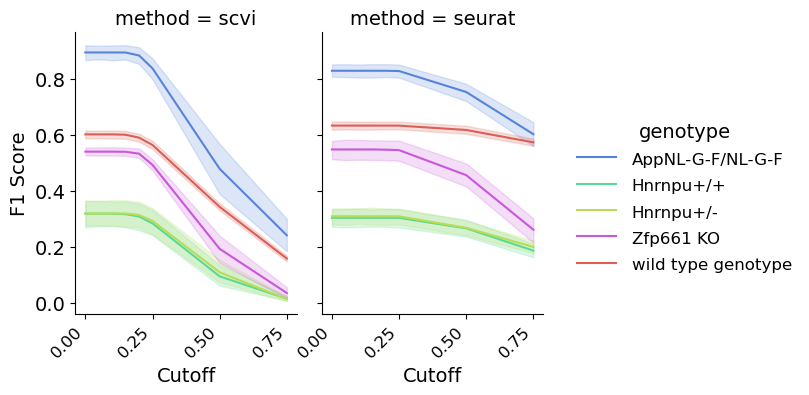 method = scvi
method = seurat
F1 Score
0.8
0.6
0.4
0.2
0.0
0.00
0.25
0.50
0.75
Cutoff
0.00
0.25
0.50
0.75
Cutoff
genotype
AppNL-G-F/NL-G-F
Hnrnpu+/+
Hnrnpu+/-
Zfp661 KO
wild type genotype